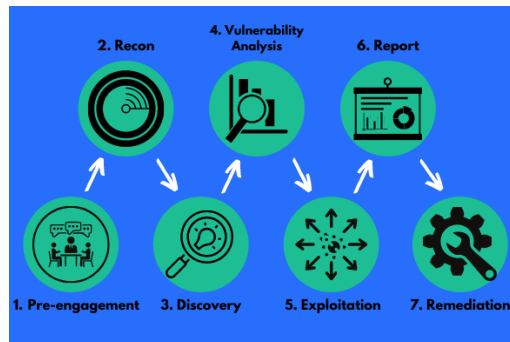 1. Pre-engagement
2. Recon
3. Discovery
4. Vulnerability
Analysis
5. Exploitation
6. Report
7. Remediation